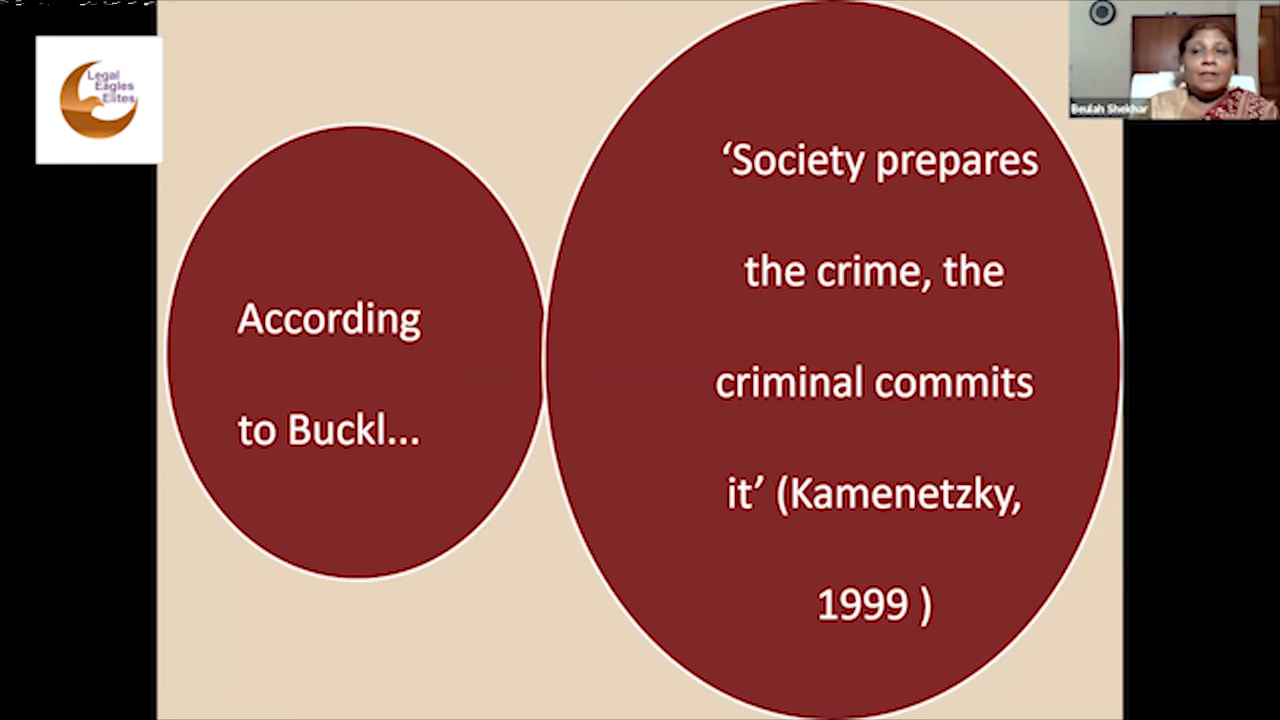 Legal
Eagles
Elites
According
to Buckl...
‘Society prepares
the crime, the
criminal commits
it’ (Kamenetzky,
1999 )
Beulah Shekhar